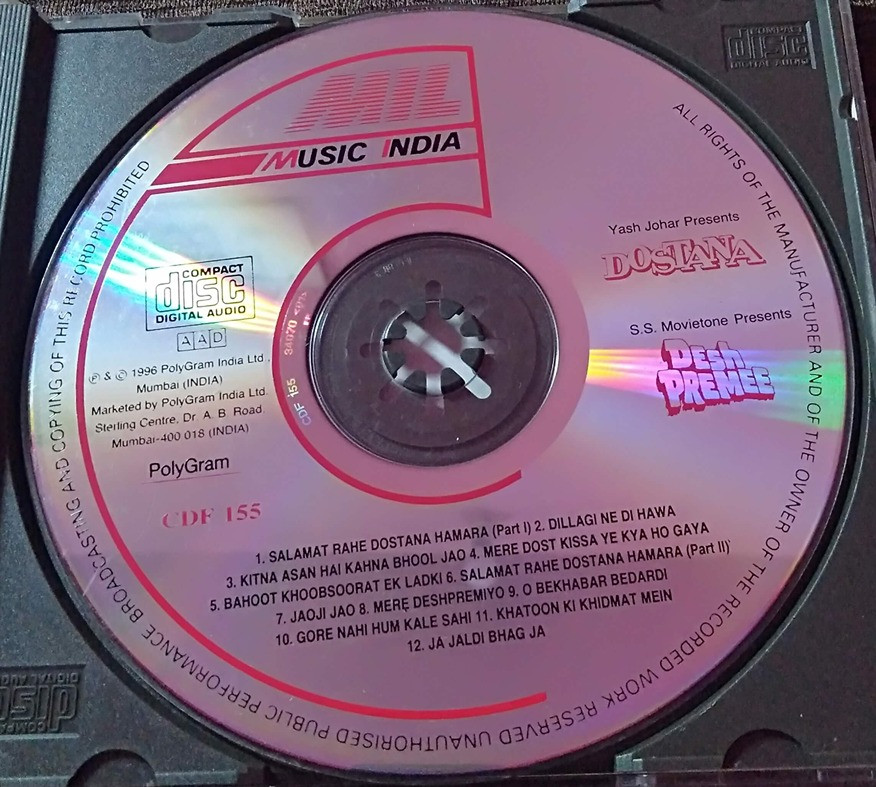 MIL
MUSIC INDIA
COMPACT
disc
DIGITAL AUDIO
AAD
℗ & © 1996 PolyGram India Ltd.
Mumbai (INDIA)
Marketed by PolyGram India Ltd.
Sterling Centre, Dr. A. B. Road,
Mumbai-400 018 (INDIA)
PolyGram
CDF 155
CDF 155 34070
Yash Johar Presents
DOSTANA
S.S. Movietone Presents
DESH
PREMEE
1. SALAMAT RAHE DOSTANA HAMARA (Part I) 2. DILLAGI NE DI HAWA
3. KITNA ASAN HAI KAHNA BHOOL JAO 4. MERE DOST KISSA YE KYA HO GAYA
5. BAHOOT KHOOBSOORAT EK LADKI 6. SALAMAT RAHE DOSTANA HAMARA (Part II)
7. JAOJI JAO 8. MERE DESHPREMIYO 9. O BEKHABAR BEDARDI
10. GORE NAHI HUM KALE SAHI 11. KHATOON KI KHIDMAT MEIN
12. JA JALDI BHAG JA
ALL RIGHTS OF THE MANUFACTURER AND OF THE OWNER OF THE RECORDED WORK RESERVED UNAUTHORISED PUBLIC PERFORMANCE BROADCASTING AND COPYING OF THIS RECORD PROHIBITED
COMPACT
disc
DIGITAL AUDIO
COMPACT
disc
DIGITAL AUDIO